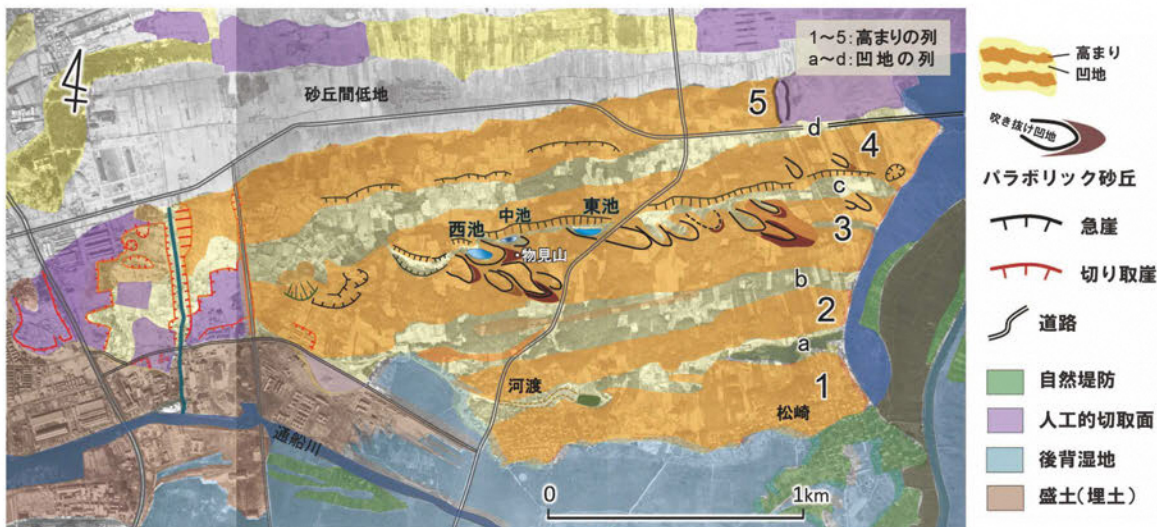 1～5：高まりの列
a～d：凹地の列
砂丘間低地
5
d
4
c
東池
中池
西池
物見山
3
b
2
a
河渡
1
松崎
通船川
0
1km
高まり
凹地
吹き抜け凹地
パラボリック砂丘
急崖
切り取崖
道路
自然堤防
人工的切取面
後背湿地
盛土(埋土)